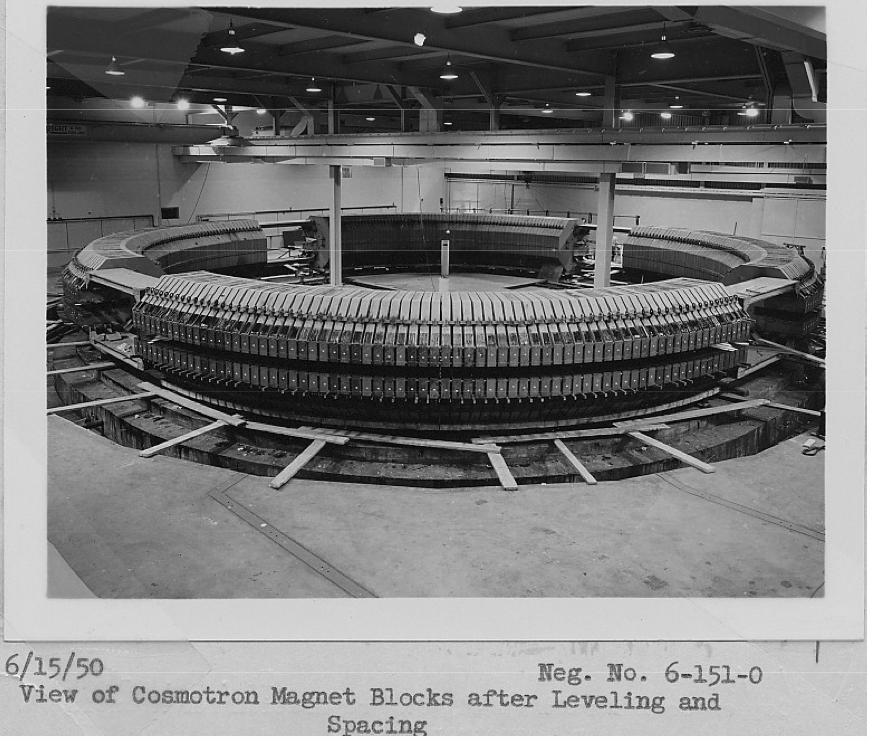 6/15/50 Neg. No. 6-151-0
View of Cosmotron Magnet Blocks after Leveling and
Spacing